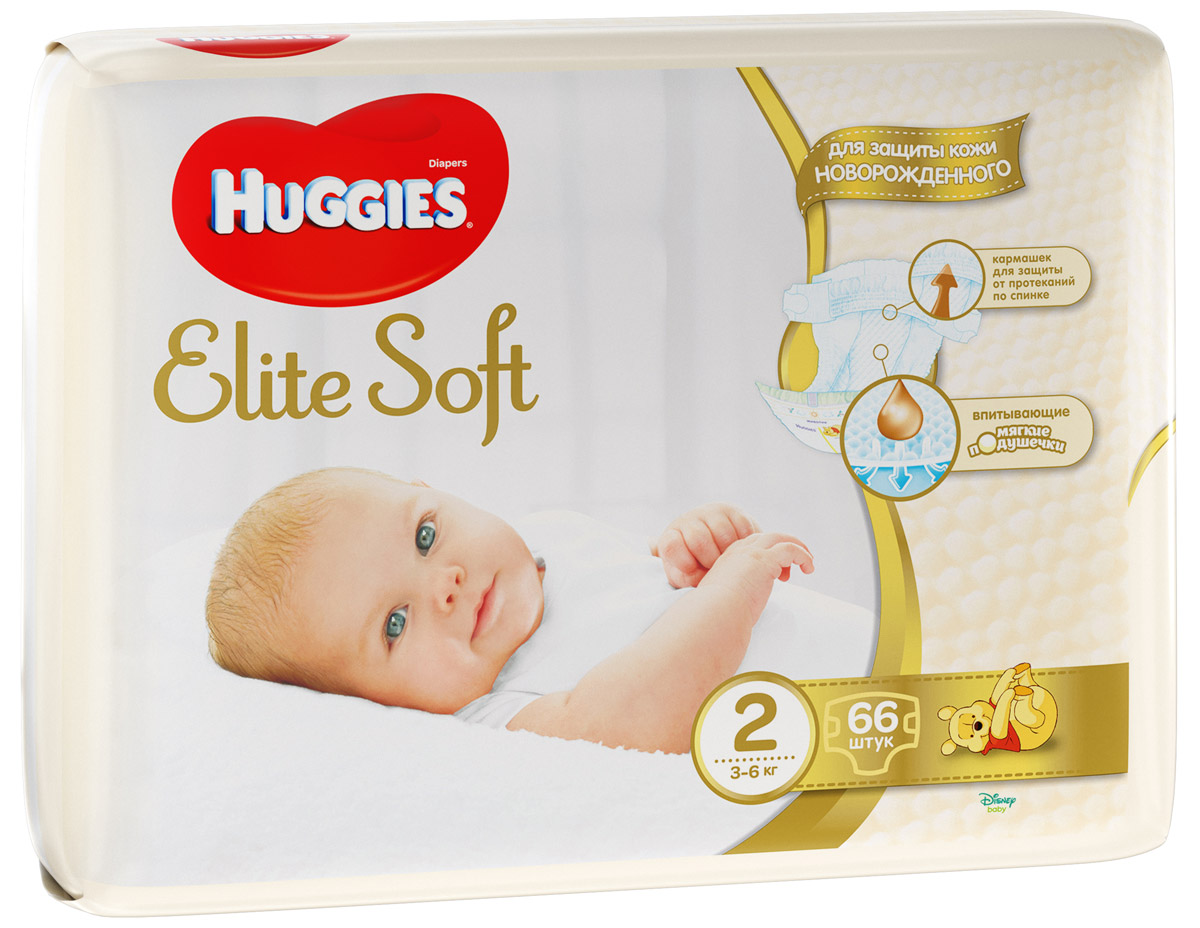 HUGGIES
Diapers
HUGGIES®
Elite Soft
для защиты кожи
НОВОРОЖДЕННОГО
кармашек
для защиты
от протеканий
по спинке
впитывающие
мягкие
подушечки
2
3-6 кг
66
штук
Disney
baby